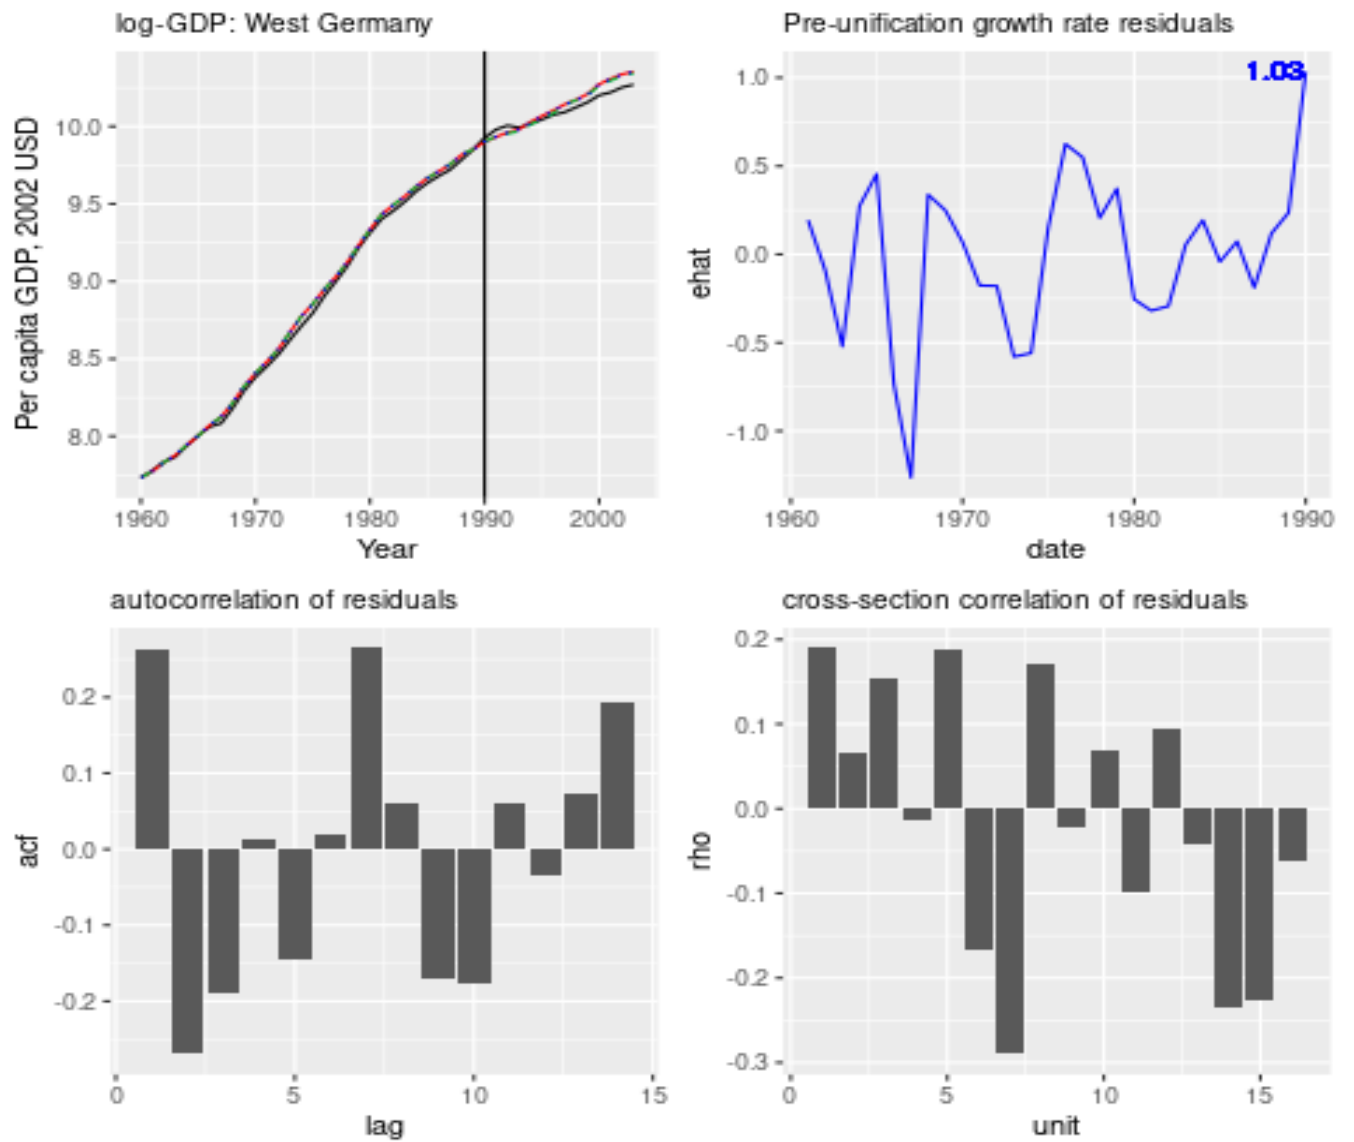 log-GDP: West Germany
Per capita GDP, 2002 USD
10.0
9.5
9.0
8.5
8.0
1960 1970 1980 1990 2000
Year
Pre-unification growth rate residuals
1.03
ehat
1.0
0.5
0.0
-0.5
-1.0
1960 1970 1980 1990
date
autocorrelation of residuals
acf
0.2
0.1
0.0
-0.1
-0.2
0 5 10 15
lag
cross-section correlation of residuals
rho
0.2
0.1
0.0
-0.1
-0.2
-0.3
0 5 10 15
unit